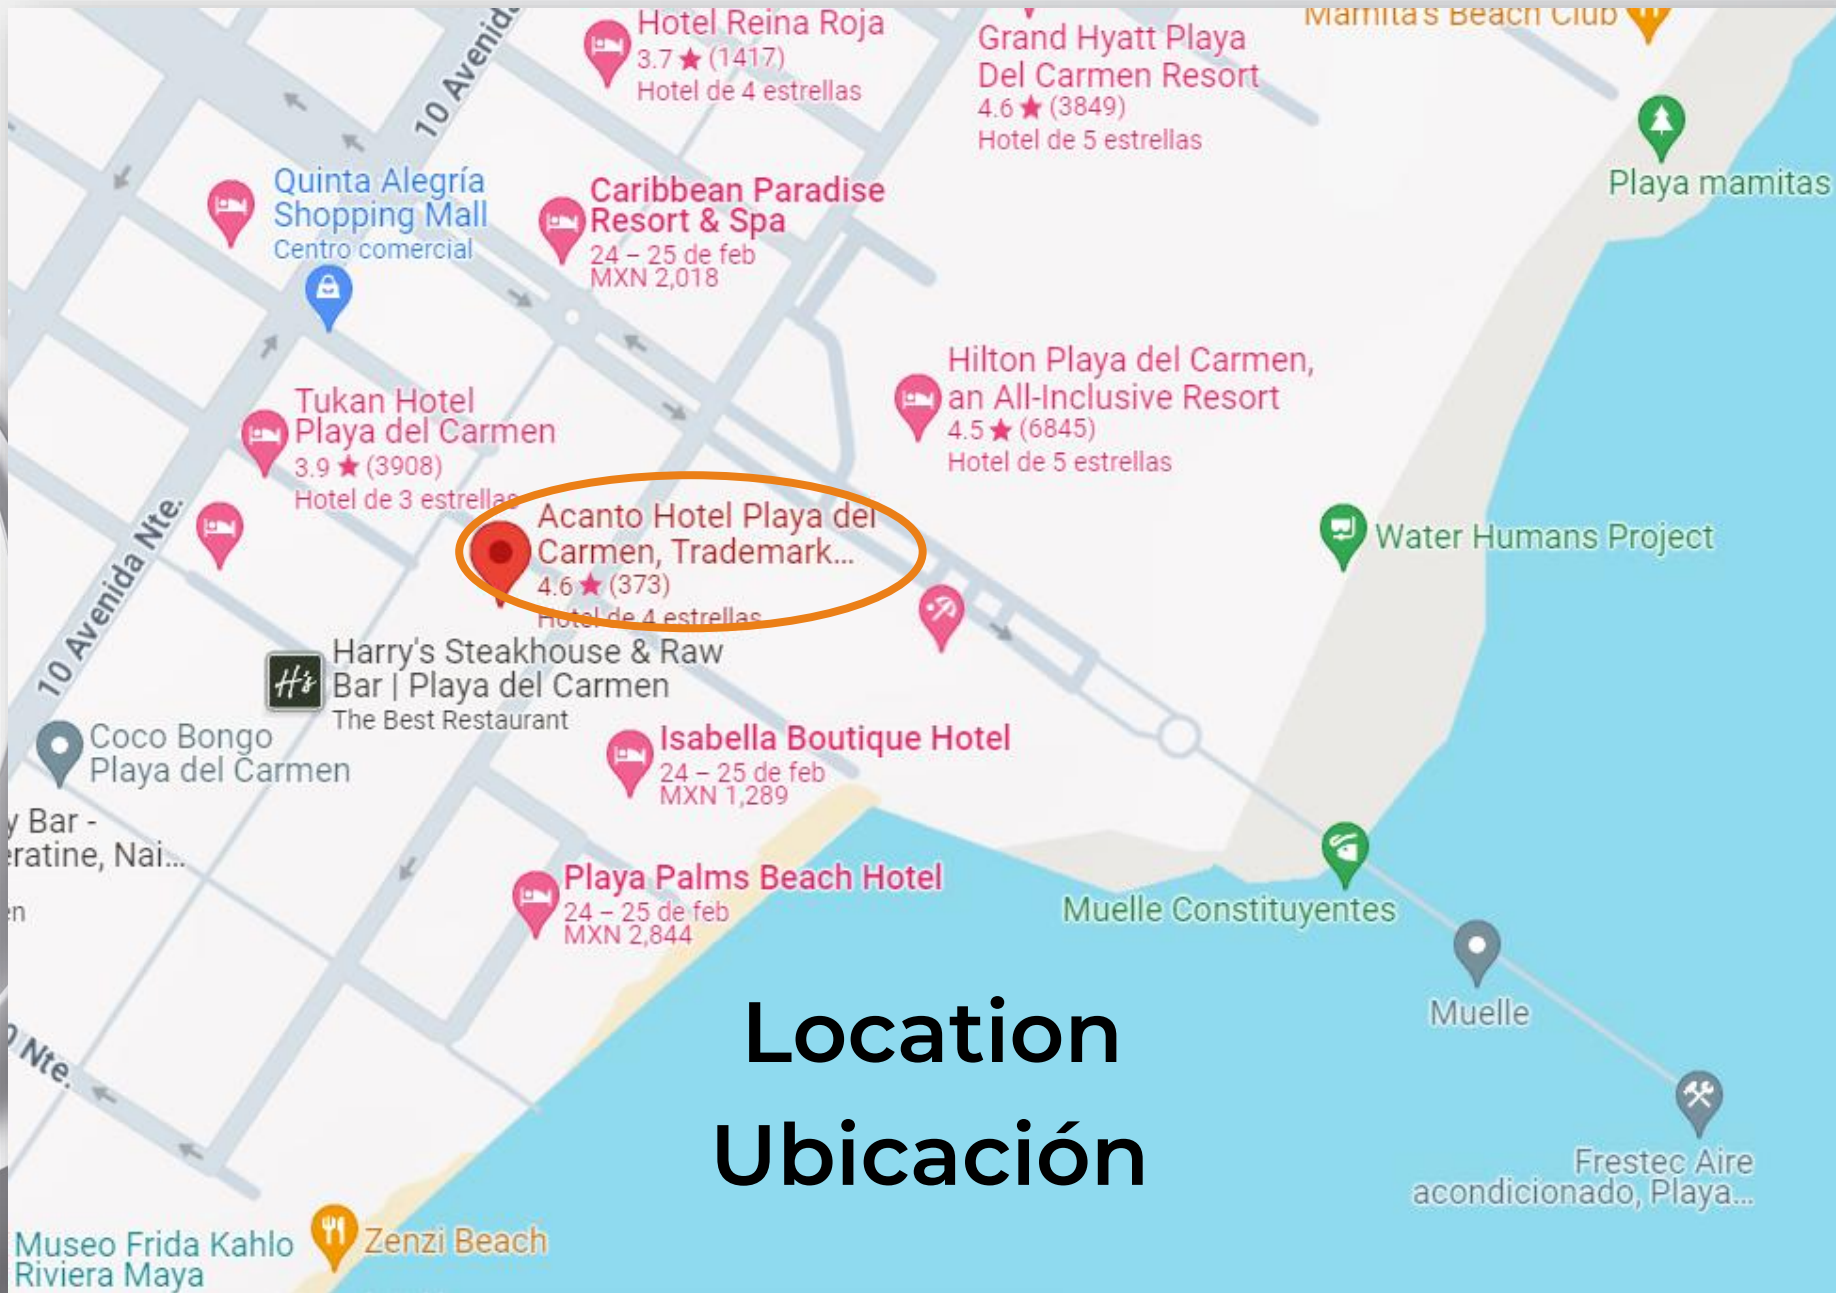 Hotel Reina Roja
3.7 ★ (1417)
Hotel de 4 estrellas
Grand Hyatt Playa
Del Carmen Resort
4.6 ★ (3849)
Hotel de 5 estrellas
Mamita's Beach Club
10 Avenida
Playa mamitas
Quinta Alegría
Shopping Mall
Centro comercial
Caribbean Paradise
Resort & Spa
24 – 25 de feb
MXN 2,018
Hilton Playa del Carmen,
an All-Inclusive Resort
4.5 ★ (6845)
Hotel de 5 estrellas
Tukan Hotel
Playa del Carmen
3.9 ★ (3908)
Hotel de 3 estrellas
Acanto Hotel Playa del
Carmen, Trademark...
4.6 ★ (373)
Hotel de 4 estrellas
Water Humans Project
10 Avenida Nte.
H's
Harry's Steakhouse & Raw
Bar | Playa del Carmen
The Best Restaurant
Coco Bongo
Playa del Carmen
Isabella Boutique Hotel
24 – 25 de feb
MXN 1,289
y Bar -
eratine, Nai...
en
Playa Palms Beach Hotel
24 – 25 de feb
MXN 2,844
Muelle Constituyentes
Muelle
Location
Ubicación
Nte.
Frestec Aire
acondicionado, Playa...
Museo Frida Kahlo
Riviera Maya
Zenzi Beach